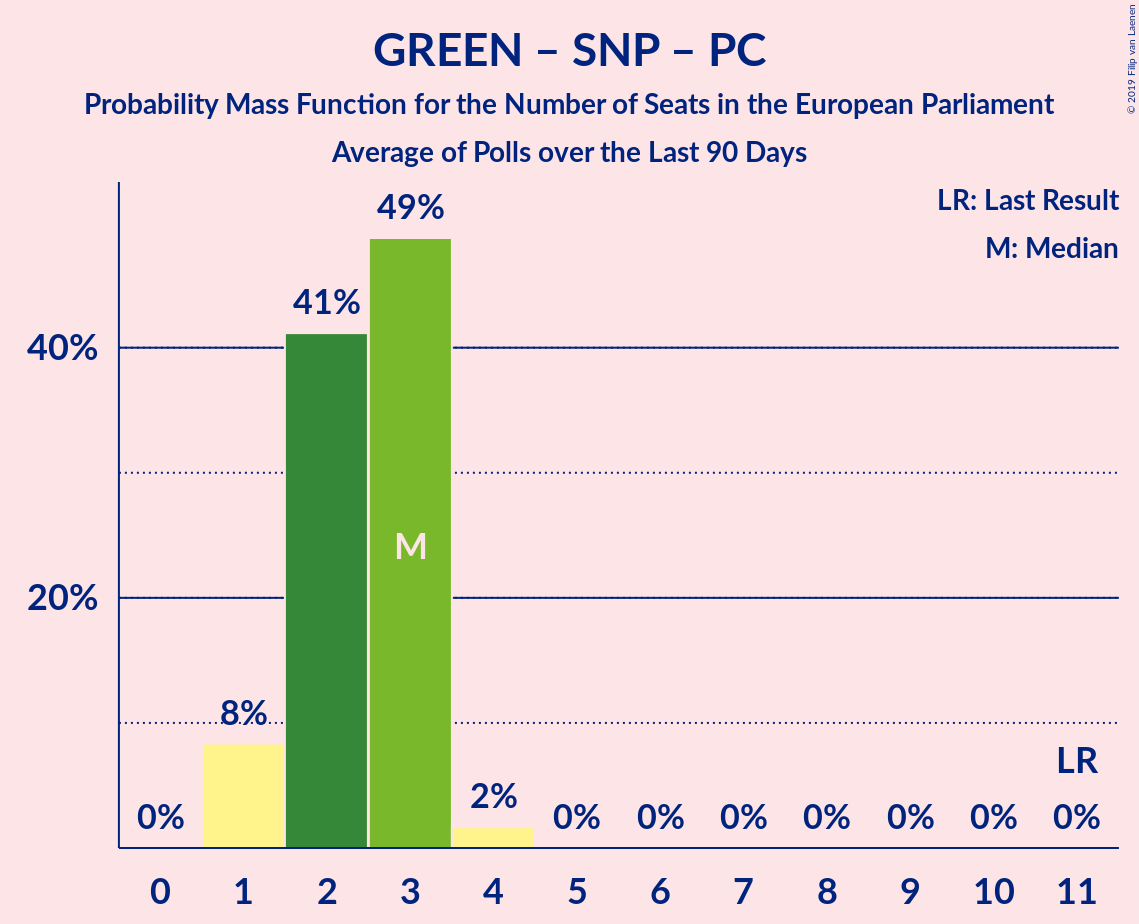 GREEN – SNP – PC
Probability Mass Function for the Number of Seats in the European Parliament
Average of Polls over the Last 90 Days
© 2019 Filip van Laenen
LR: Last Result
M: Median
49%
41%
40%
M
20%
8%
LR
2%
0%
0%
0%
0%
0%
0%
0%
0%
0 1 2 3 4 5 6 7 8 9 10 11